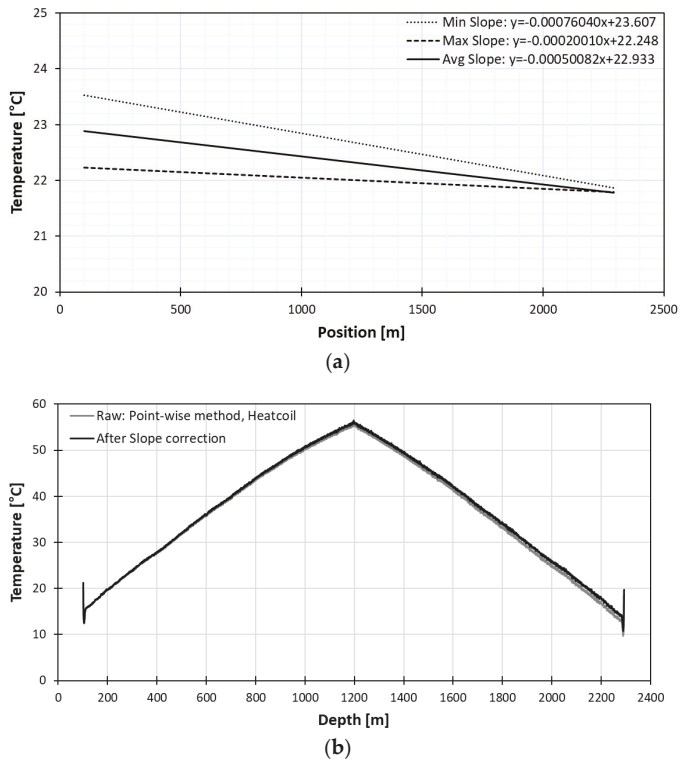 25
24
23
22
21
20
Temperature [°C]
Min Slope: y=-0.00076040x+23.607
Max Slope: y=-0.00020010x+22.248
Avg Slope: y=-0.00050082x+22.933
0 500 1000 1500 2000 2500
Position [m]
(a)
60
50
40
30
20
10
0
Temperature [°C]
Raw: Point-wise method, Heatcoil
After Slope correction
0 200 400 600 800 1000 1200 1400 1600 1800 2000 2200 2400
Depth [m]
(b)